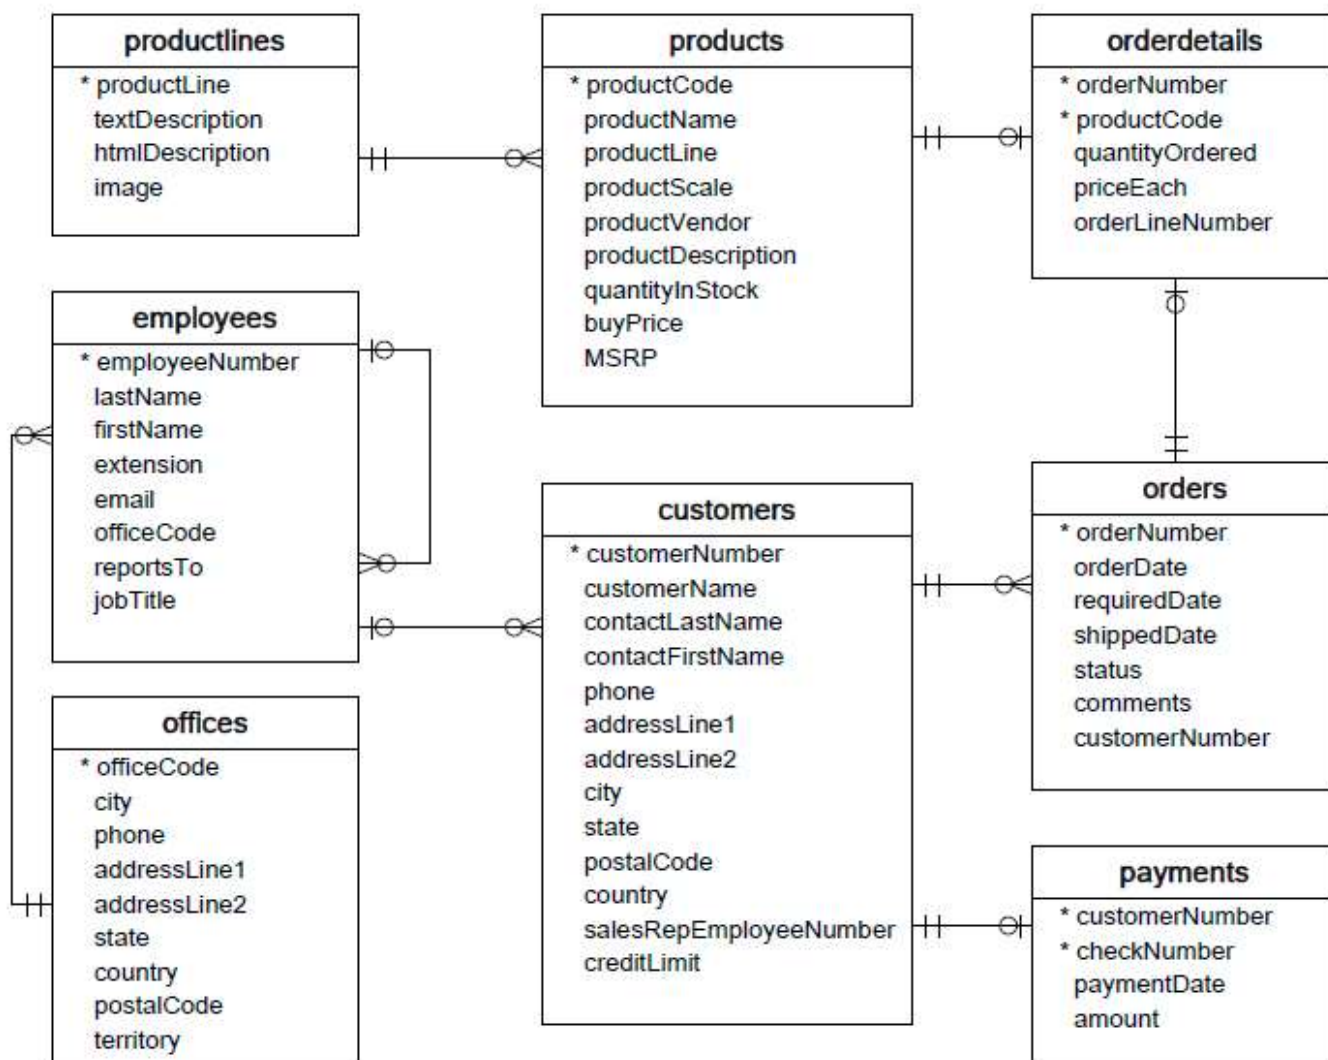 productlines
* productLine
textDescription
htmlDescription
image
products
* productCode
productName
productLine
productScale
productVendor
productDescription
quantityInStock
buyPrice
MSRP
orderdetails
* orderNumber
* productCode
quantityOrdered
priceEach
orderLineNumber
employees
* employeeNumber
lastName
firstName
extension
email
officeCode
reportsTo
jobTitle
customers
* customerNumber
customerName
contactLastName
contactFirstName
phone
addressLine1
addressLine2
city
state
postalCode
country
salesRepEmployeeNumber
creditLimit
orders
* orderNumber
orderDate
requiredDate
shippedDate
status
comments
customerNumber
offices
* officeCode
city
phone
addressLine1
addressLine2
state
country
postalCode
territory
payments
* customerNumber
* checkNumber
paymentDate
amount